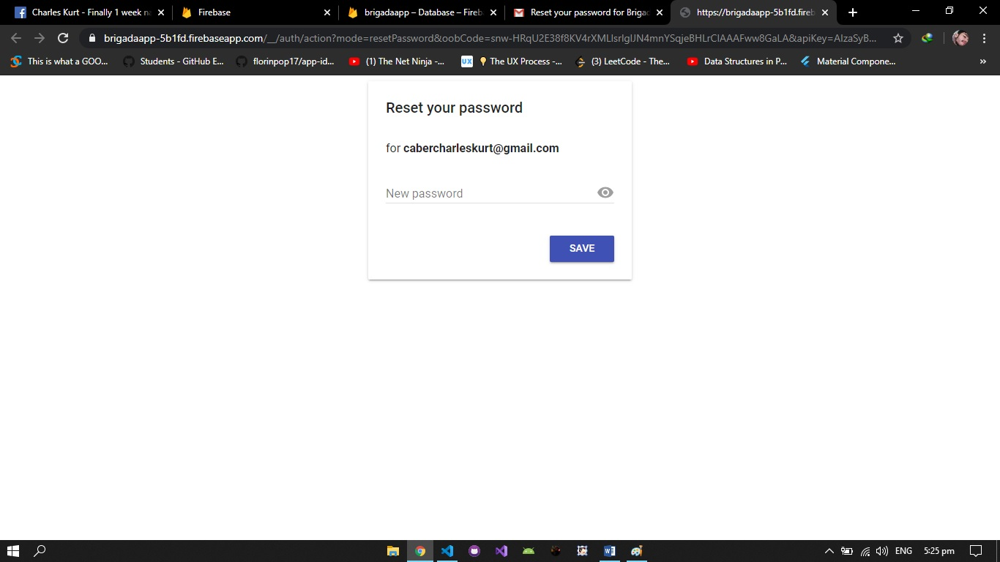 Charles Kurt - Finally 1 week na
Firebase
brigadaapp – Database – Fireb
Reset your password for Brigad
https://brigadaapp-5b1fd.fireb
brigadaapp-5b1fd.firebaseapp.com/__/auth/action?mode=resetPassword&oobCode=snw-HRqU2E38f8KV4rXMLIsrIgIJN4mnYSqjeBHLrCIAAAFww8GaLA&apiKey=AIzaSyB...
This is what a GOO...
Students - GitHub E...
florinpop17/app-id...
(1) The Net Ninja -...
UX
The UX Process -...
(3) LeetCode - The...
Data Structures in P...
Material Compone...
»
Reset your password
for cabercharleskurt@gmail.com
New password
SAVE
ENG
5:25 pm